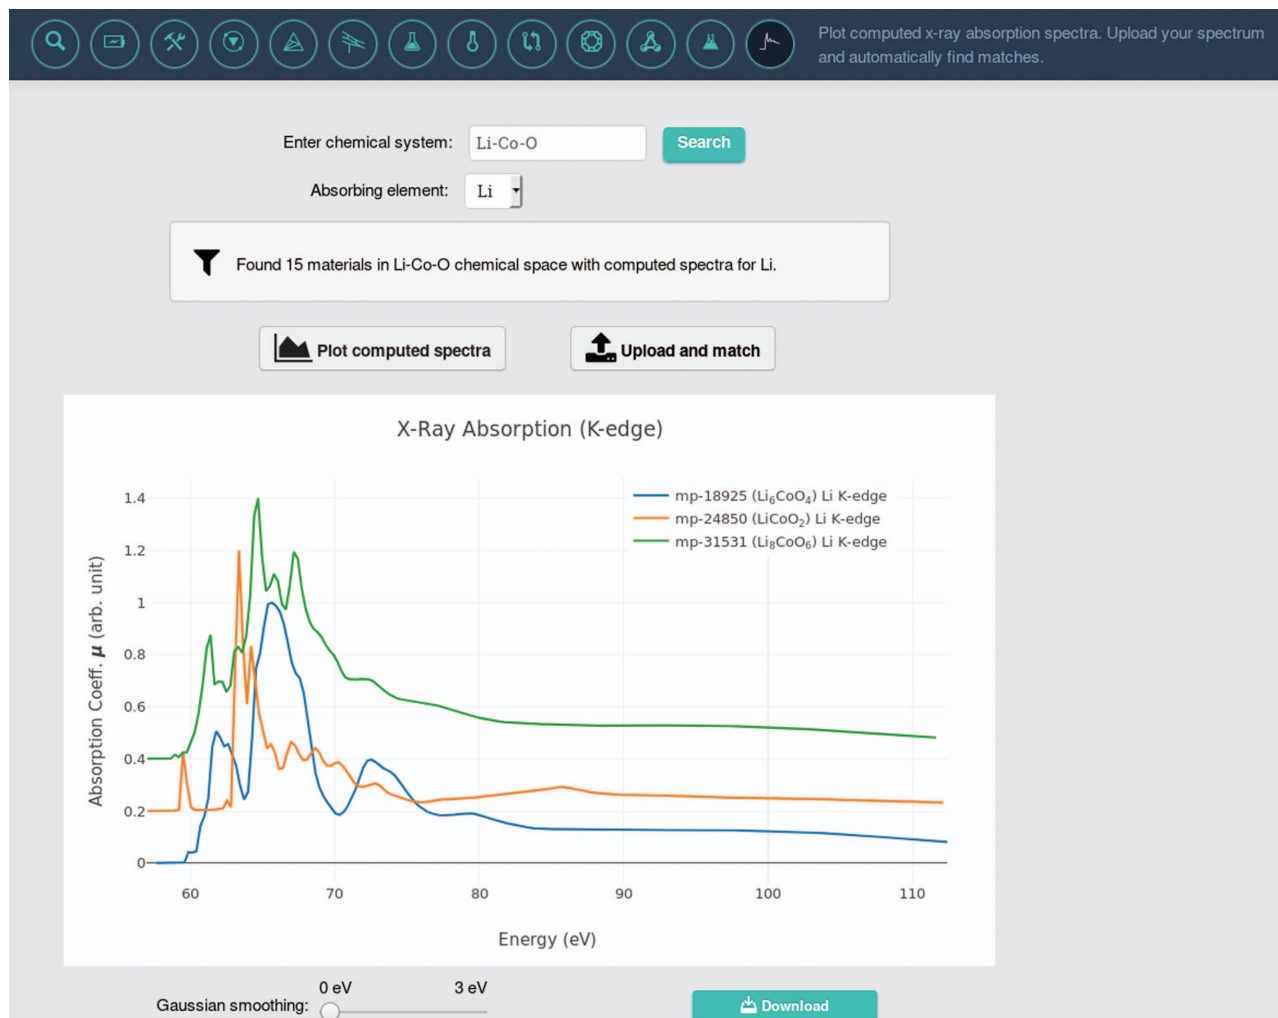 Plot computed x-ray absorption spectra. Upload your spectrum
and automatically find matches.
Enter chemical system: Li-Co-O Search
Absorbing element: Li
Found 15 materials in Li-Co-O chemical space with computed spectra for Li.
Plot computed spectra Upload and match
X-Ray Absorption (K-edge)
mp-18925 (Li₆CoO₄) Li K-edge
mp-24850 (LiCoO₂) Li K-edge
mp-31531 (Li₈CoO₆) Li K-edge
Absorption Coeff. μ (arb. unit)
1.4
1.2
1
0.8
0.6
0.4
0.2
0
60 70 80 90 100 110
Energy (eV)
0 eV 3 eV
Gaussian smoothing:
Download